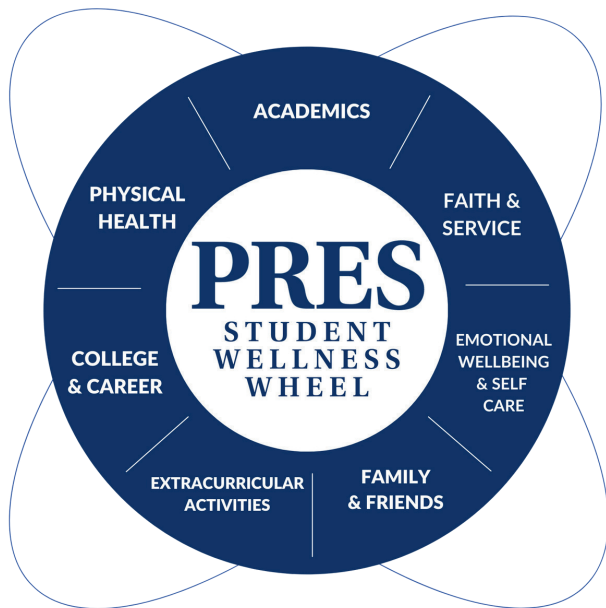 ACADEMICS
FAITH &
SERVICE
EMOTIONAL
WELLBEING
& SELF
CARE
FAMILY
& FRIENDS
EXTRACURRICULAR
ACTIVITIES
COLLEGE
& CAREER
PHYSICAL
HEALTH
PRES
STUDENT
WELLNESS
WHEEL